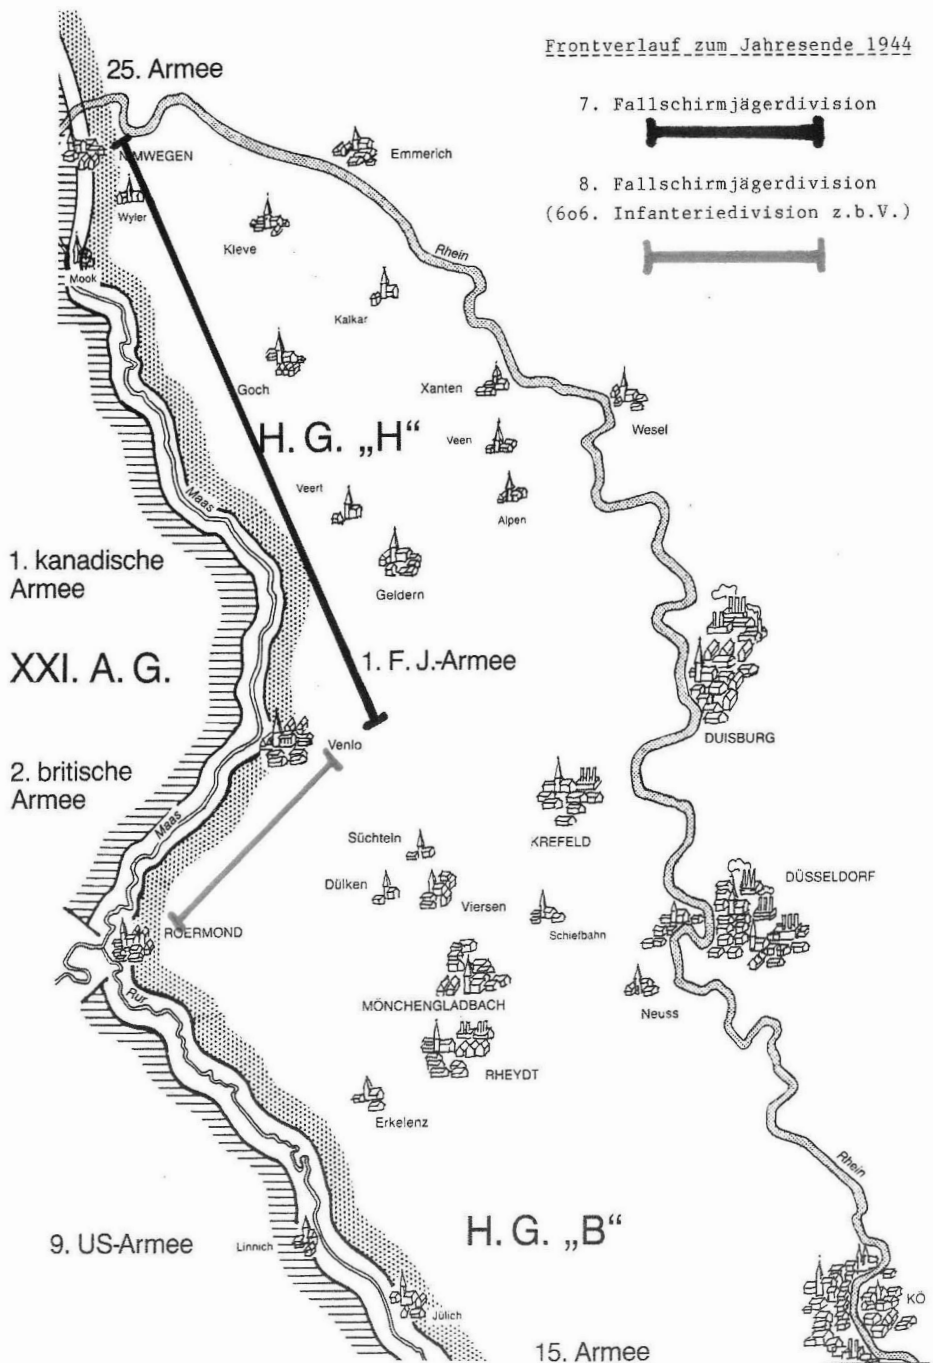 Frontverlauf zum Jahresende 1944
25. Armee
7. Fallschirmjägerdivision
NIMWEGEN
Emmerich
8. Fallschirmjägerdivision
(6o6. Infanteriedivision z.b.V.)
Wyler
Kleve
Rhein
Mook
Kalkar
Goch
Xanten
Wesel
H. G. „H“
Veen
Veert
Maas
Alpen
1. kanadische
Armee
Geldern
XXI. A. G.
1. F. J.-Armee
DUISBURG
Venlo
2. britische
Armee
Maas
Süchteln
KREFELD
Dülken
DÜSSELDORF
Viersen
Schiefbahn
ROERMOND
Rur
MÖNCHENGLADBACH
Neuss
RHEYDT
Erkelenz
Rhein
H. G. „B“
9. US-Armee
Linnich
KÖ
Jülich
15. Armee